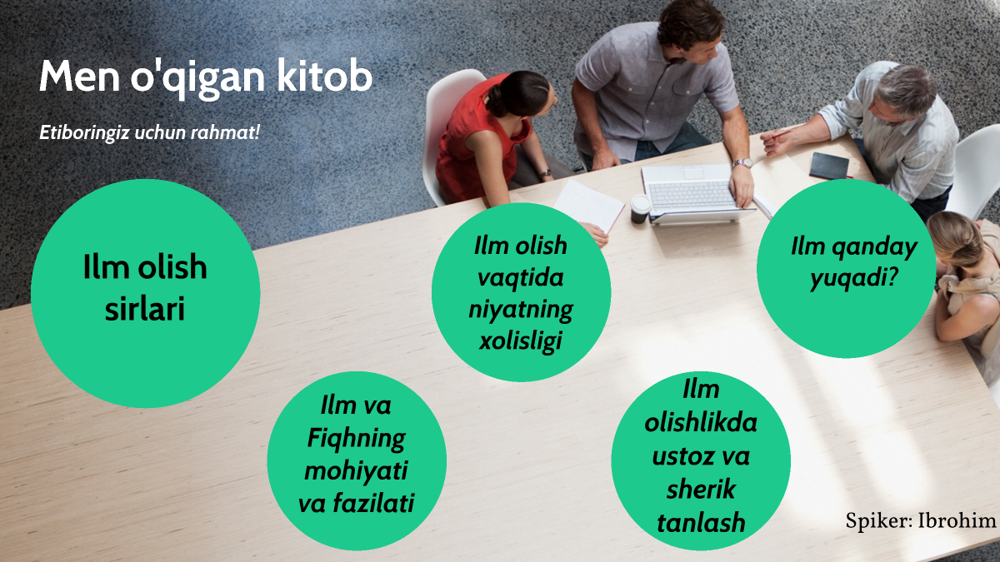 Men o'qigan kitob
Etiboringiz uchun rahmat!
Ilm olish
sirlari
Ilm va
Fiqhning
mohiyati
va fazilati
Ilm olish
vaqtida
niyatning
xolisligi
Ilm
olishlikda
ustoz va
sherik
tanlash
Ilm qanday
yuqadi?
Spiker: Ibrohim